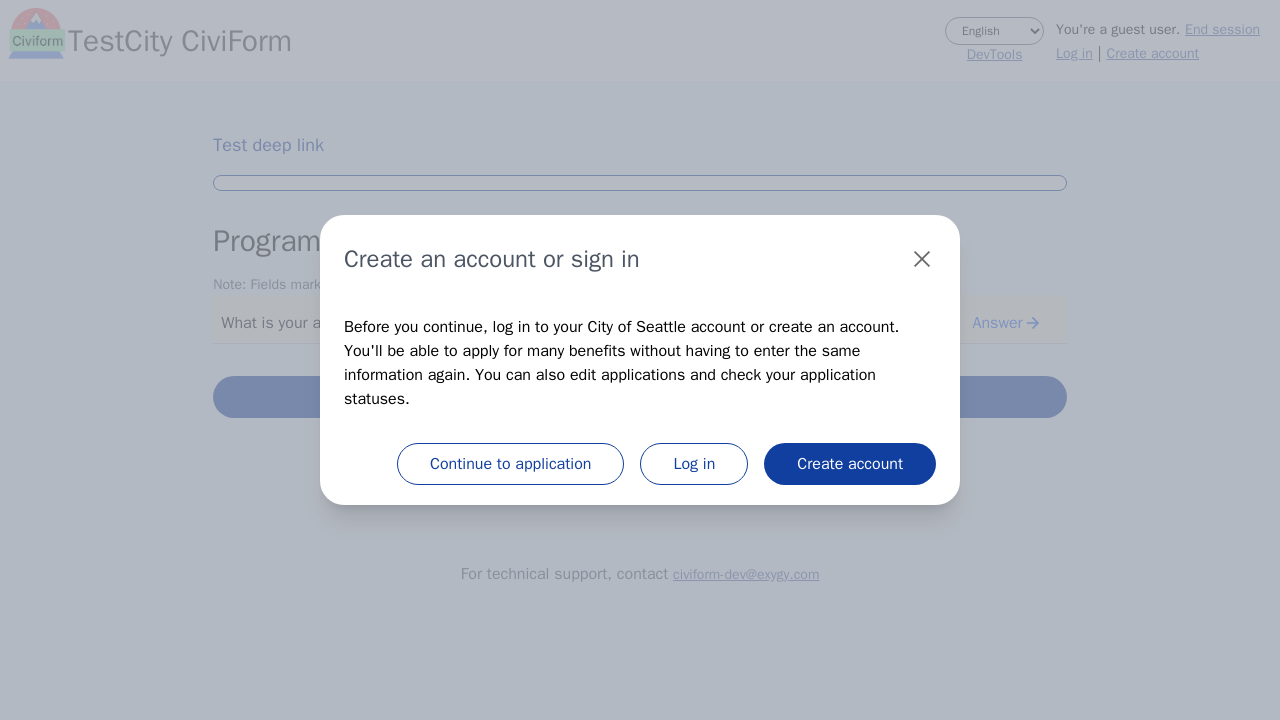 Civiform
TestCity CiviForm
English
DevTools
You're a guest user. End session
Log in | Create account
Test deep link
Program
Note: Fields mark
What is your a
Answer
Create an account or sign in
Before you continue, log in to your City of Seattle account or create an account.
You'll be able to apply for many benefits without having to enter the same
information again. You can also edit applications and check your application
statuses.
Continue to application
Log in
Create account
For technical support, contact civiform-dev@exygy.com